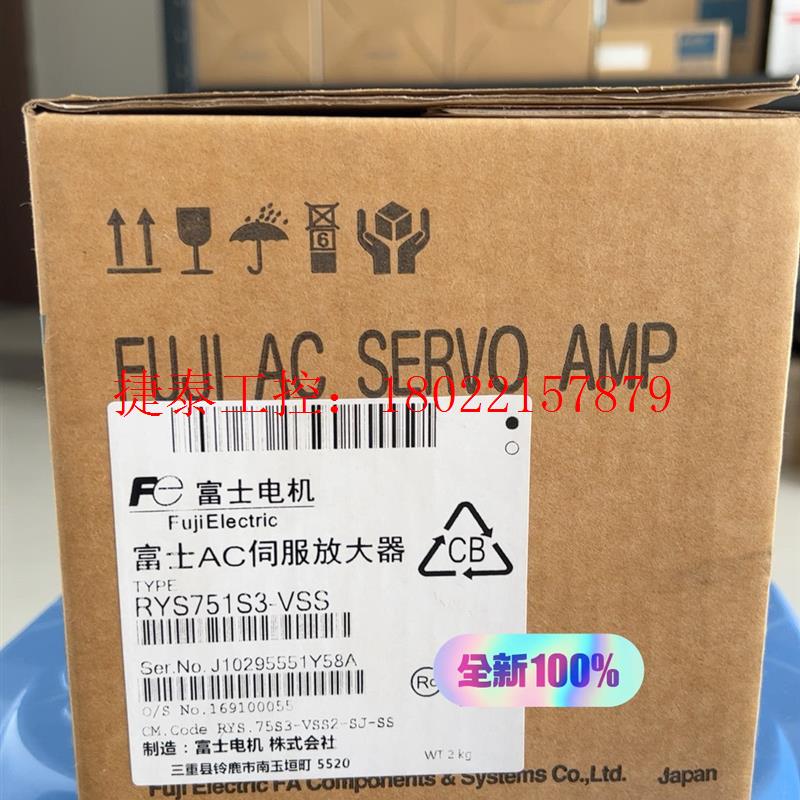 6
FUJI AC SERVO AMP
捷泰工控：18022157879
Fe 富士电机
FujiElectric
富士AC伺服放大器
CB
TYPE
RYS751S3-VSS
Ser.No. J10295551Y58A
全新100%
O/S No.169100055
CM.Code RYS.75S3-VSS2-SJ-SS
制造：富士电机 株式会社
WT 2 kg
三重县铃鹿市南玉垣町 5520
Fuji Electric FA Components & Systems Co.,Ltd. Japan